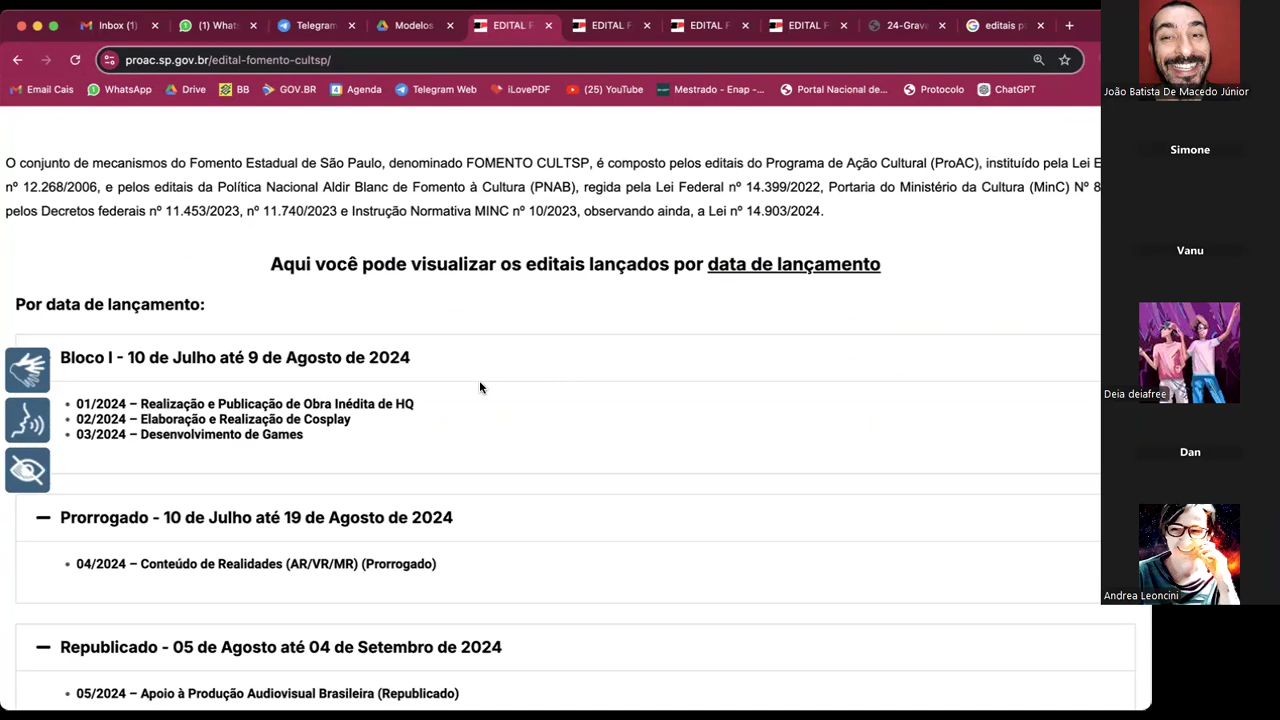 Inbox (1)
(1) What
Telegram
Modelos
EDITAL F
EDITAL F
EDITAL F
EDITAL F
24-Grave
editais p
proac.sp.gov.br/edital-fomento-cultsp/
Email Cais
WhatsApp
Drive
BB
GOV.BR
Agenda
Telegram Web
iLovePDF
(25) YouTube
Mestrado - Enap -...
Portal Nacional de...
Protocolo
ChatGPT
O conjunto de mecanismos do Fomento Estadual de São Paulo, denominado FOMENTO CULTSP, é composto pelos editais do Programa de Ação Cultural (ProAC), instituído pela Lei E
nº 12.268/2006, e pelos editais da Política Nacional Aldir Blanc de Fomento à Cultura (PNAB), regida pela Lei Federal nº 14.399/2022, Portaria do Ministério da Cultura (MinC) Nº 8
pelos Decretos federais nº 11.453/2023, nº 11.740/2023 e Instrução Normativa MINC nº 10/2023, observando ainda, a Lei nº 14.903/2024.
Aqui você pode visualizar os editais lançados por data de lançamento
Por data de lançamento:
Bloco I - 10 de Julho até 9 de Agosto de 2024
01/2024 – Realização e Publicação de Obra Inédita de HQ
02/2024 – Elaboração e Realização de Cosplay
03/2024 – Desenvolvimento de Games
Prorrogado - 10 de Julho até 19 de Agosto de 2024
04/2024 – Conteúdo de Realidades (AR/VR/MR) (Prorrogado)
Republicado - 05 de Agosto até 04 de Setembro de 2024
05/2024 – Apoio à Produção Audiovisual Brasileira (Republicado)
João Batista De Macedo Júnior
Simone
Vanu
Deia deiafree
Dan
Andrea Leoncini